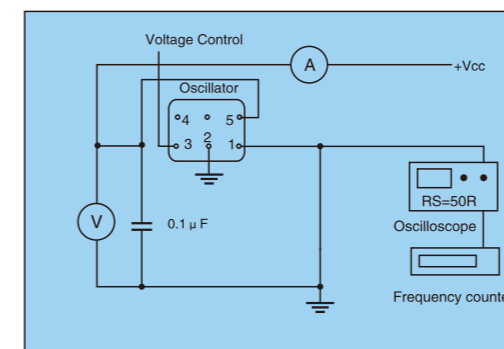 Voltage Control
A
+Vcc
Oscillator
4 5
3 2 1
V
0.1 μ F
RS=50R
Oscilloscope
Frequency counte